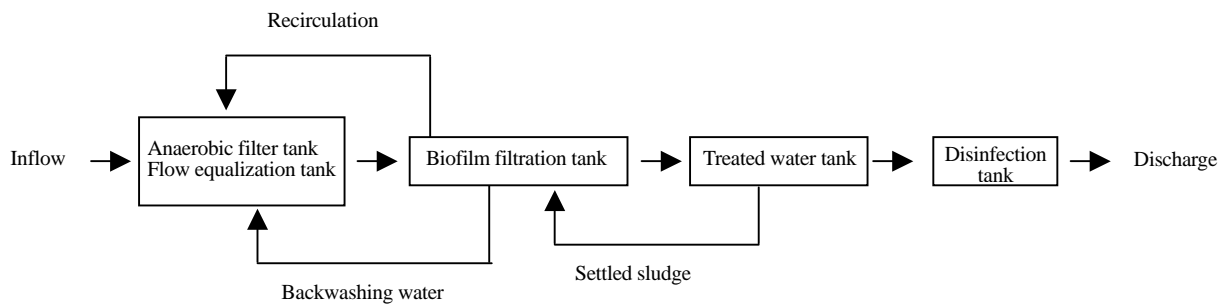 Recirculation
Inflow
Anaerobic filter tank
Flow equalization tank
Biofilm filtration tank
Treated water tank
Disinfection
tank
Discharge
Backwashing water
Settled sludge